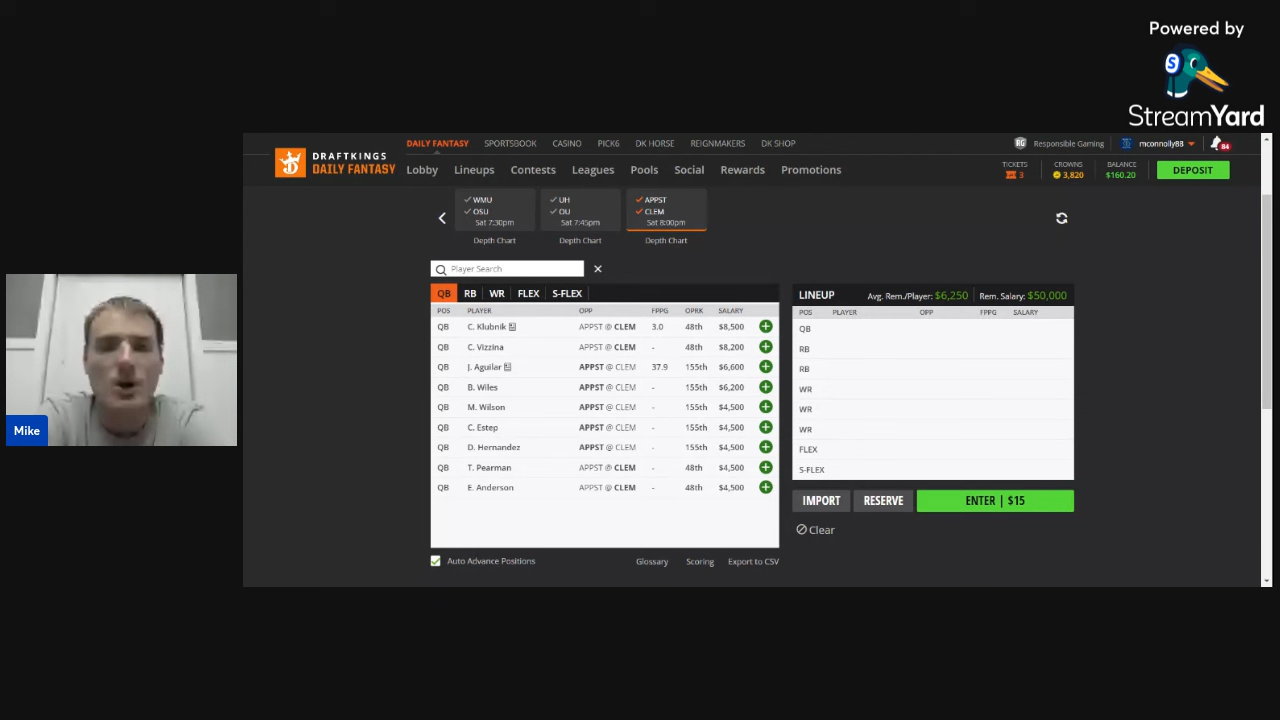 Powered by
StreamYard
DAILY FANTASY SPORTSBOOK CASINO PICK6 DK HORSE REIGNMAKERS DK SHOP
RG Responsible Gaming mconnolly88 84
DRAFTKINGS
DAILY FANTASY
Lobby Lineups Contests Leagues Pools Social Rewards Promotions
TICKETS CROWNS BALANCE
3 3,820 $160.20
DEPOSIT
WMU UH APPST
OSU OU CLEM
Sat 7:30pm Sat 7:45pm Sat 8:00pm
Depth Chart Depth Chart Depth Chart
Player Search
QB RB WR FLEX S-FLEX
POS PLAYER OPP FPPG OPRK SALARY
QB C. Klubnik APPST @ CLEM 3.0 48th $8,500
QB C. Vizzina APPST @ CLEM - 48th $8,200
QB J. Aguilar APPST @ CLEM 37.9 155th $6,600
QB B. Wiles APPST @ CLEM - 155th $6,200
QB M. Wilson APPST @ CLEM - 155th $4,500
QB C. Estep APPST @ CLEM - 155th $4,500
QB D. Hernandez APPST @ CLEM - 155th $4,500
QB T. Pearman APPST @ CLEM - 48th $4,500
QB E. Anderson APPST @ CLEM - 48th $4,500
Auto Advance Positions Glossary Scoring Export to CSV
LINEUP Avg. Rem./Player: $6,250 Rem. Salary: $50,000
POS PLAYER OPP FPPG SALARY
QB
RB
RB
WR
WR
WR
FLEX
S-FLEX
IMPORT RESERVE ENTER | $15
Clear
Mike